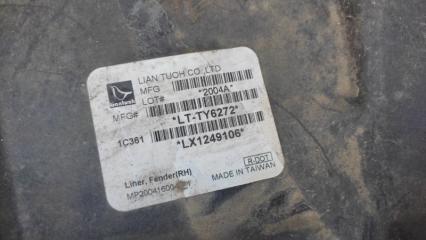 LIAN TUOH CO.,LTD
MFG
LOT# *2004A*
MFG# *LT-TY6272*
1C361 *LX1249106*
Liner, Fender(RH)
R-DOT
MADE IN TAIWAN